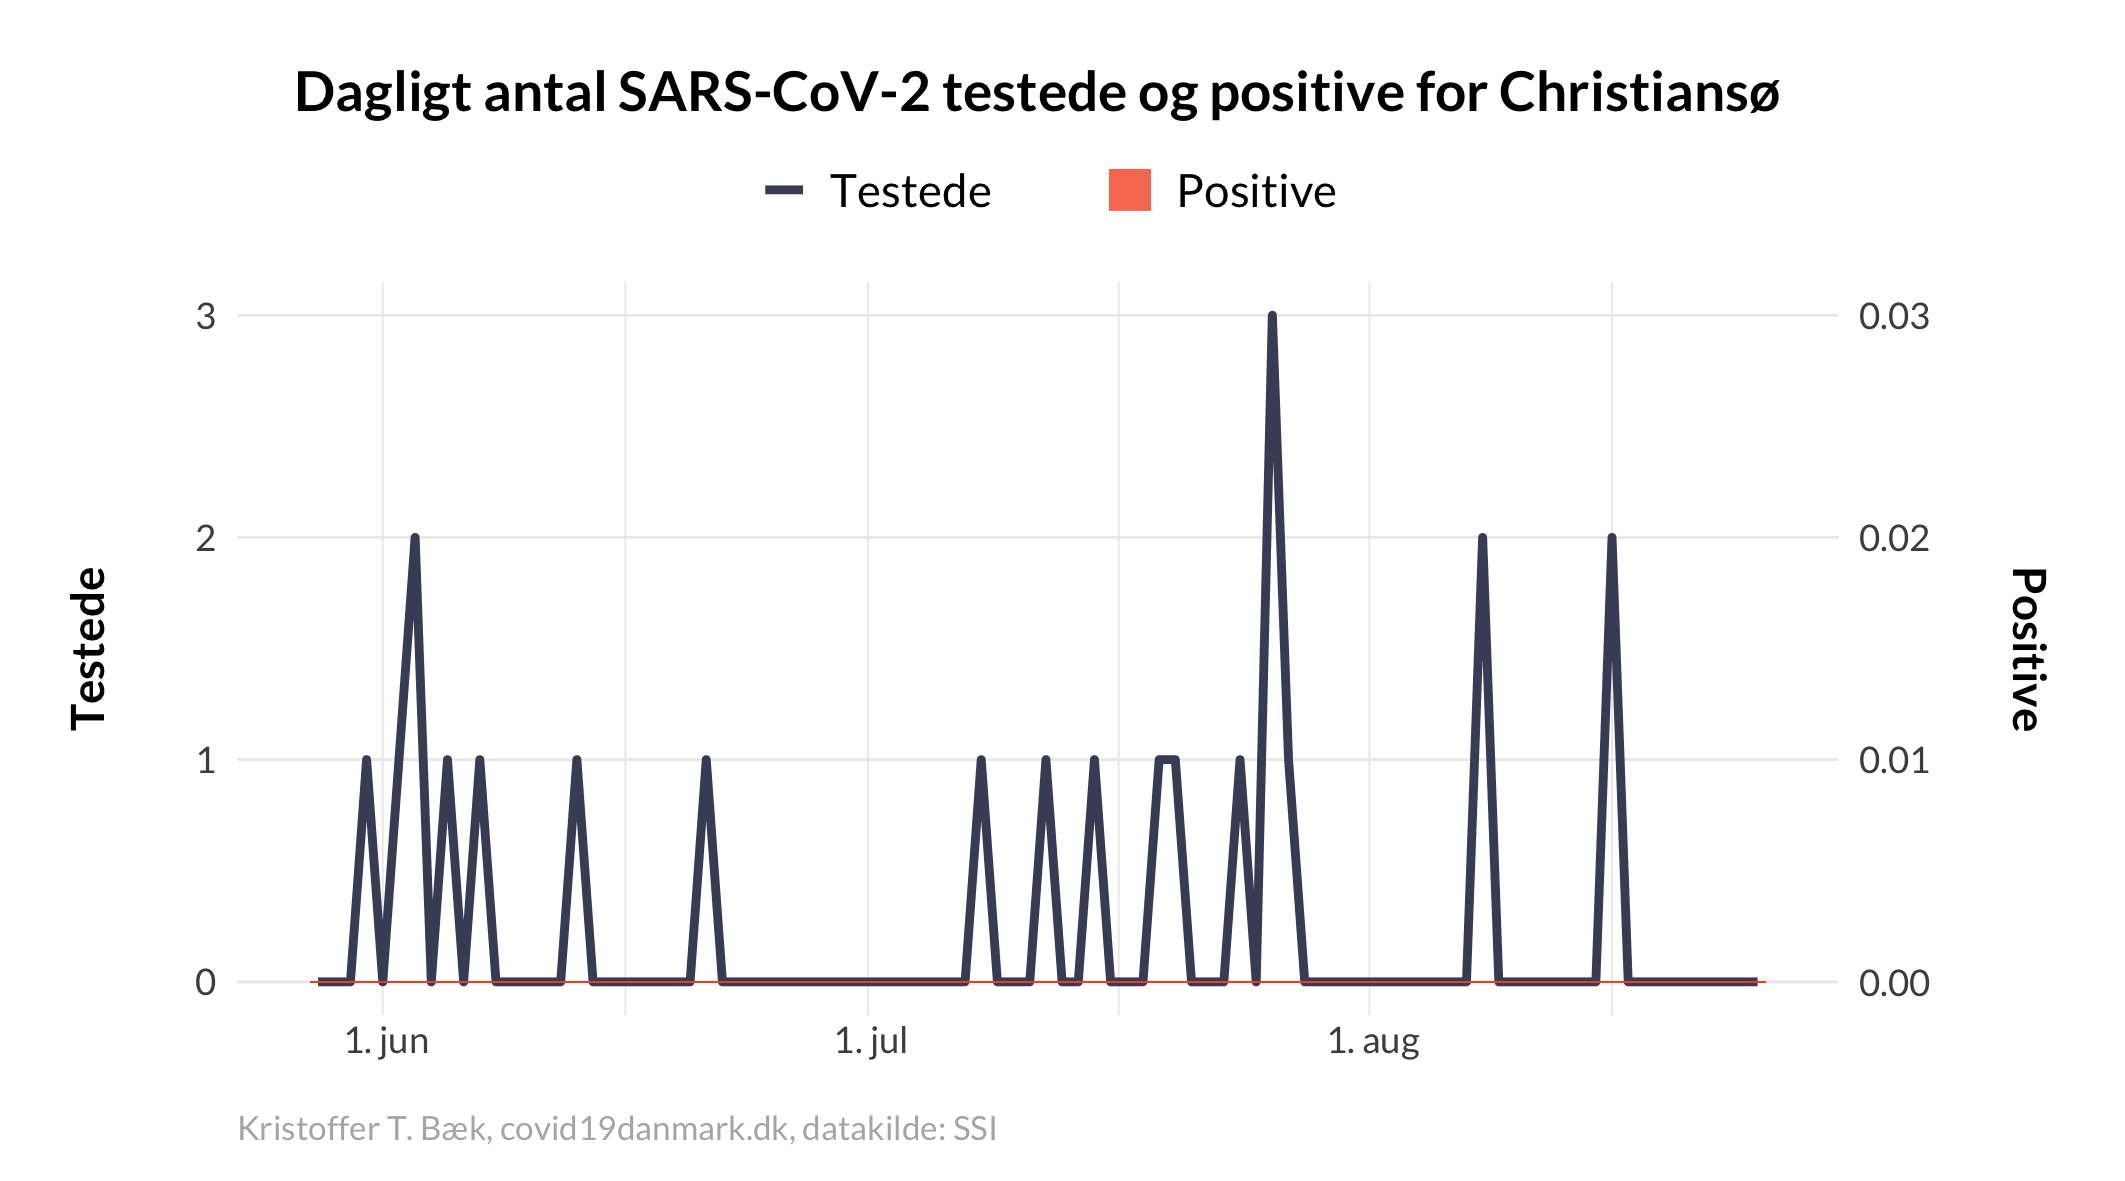 Dagligt antal SARS-CoV-2 testede og positive for Christiansø
Testede
Positive
3
2
1
0
0.03
0.02
0.01
0.00
Testede
Positive
1. jun
1. jul
1. aug
Kristoffer T. Bæk, covid19danmark.dk, datakilde: SSI